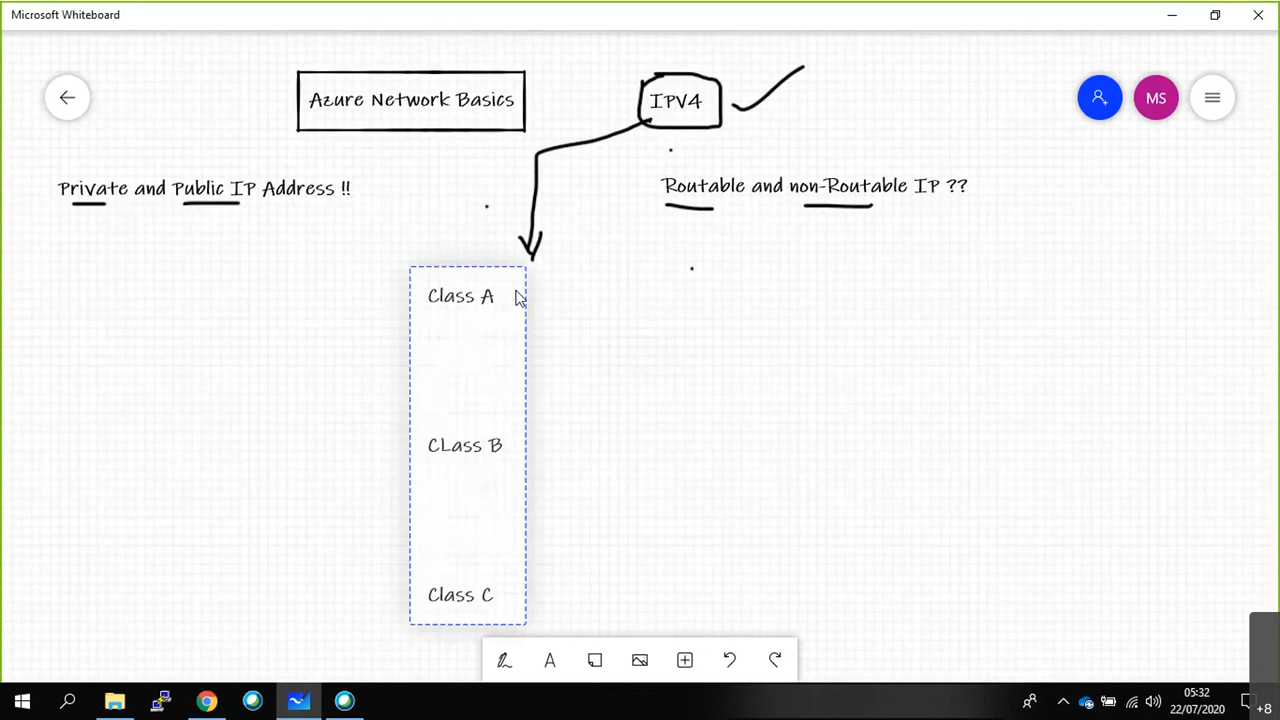 Microsoft Whiteboard
Azure Network Basics
IPV4
MS
Private and Public IP Address !!
Routable and non-Routable IP ??
Class A
CLass B
Class C
A
05:32
22/07/2020
+8